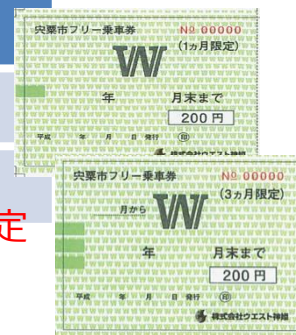 宍粟市フリー乗車券
№ 00000
(1ヵ月限定)
W
年 月末まで
200 円
平成 年 月 日 発行 ㊞
株式会社ウエスト神姫
宍粟市フリー乗車券
№ 00000
(3ヵ月限定)
月から
W
年 月末まで
200 円
平成 年 月 日 発行 ㊞
株式会社ウエスト神姫
定